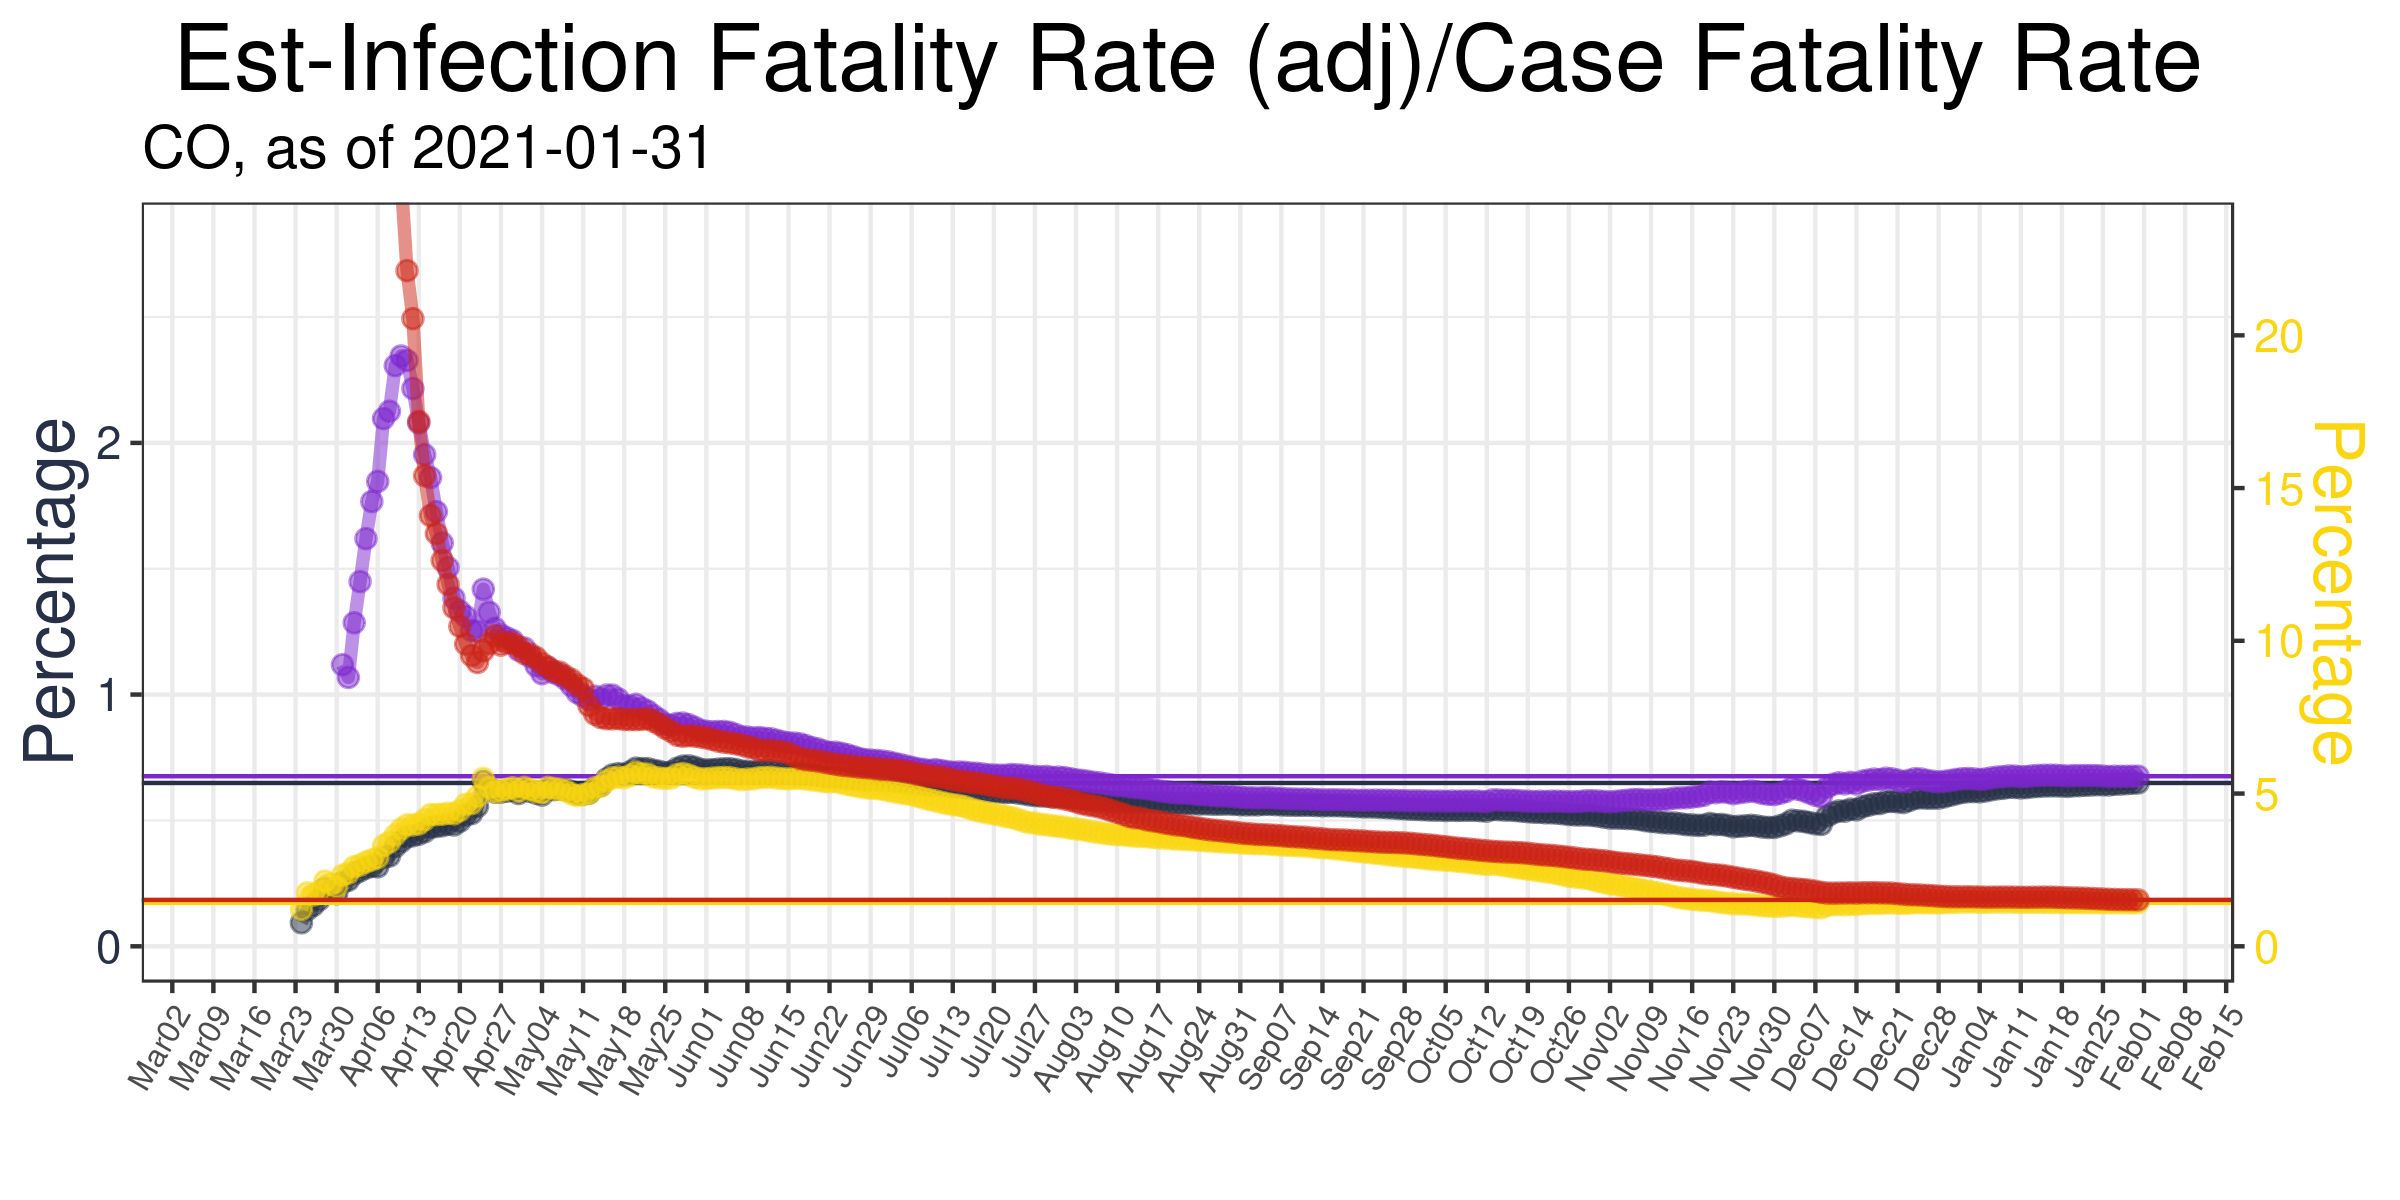 Est-Infection Fatality Rate (adj)/Case Fatality Rate
CO, as of 2021-01-31
Percentage
2
1
0
20
15
10
5
0
Percentage
Mar02
Mar09
Mar16
Mar23
Mar30
Apr06
Apr13
Apr20
Apr27
May04
May11
May18
May25
Jun01
Jun08
Jun15
Jun22
Jun29
Jul06
Jul13
Jul20
Jul27
Aug03
Aug10
Aug17
Aug24
Aug31
Sep07
Sep14
Sep21
Sep28
Oct05
Oct12
Oct19
Oct26
Nov02
Nov09
Nov16
Nov23
Nov30
Dec07
Dec14
Dec21
Dec28
Jan04
Jan11
Jan18
Jan25
Feb01
Feb08
Feb15